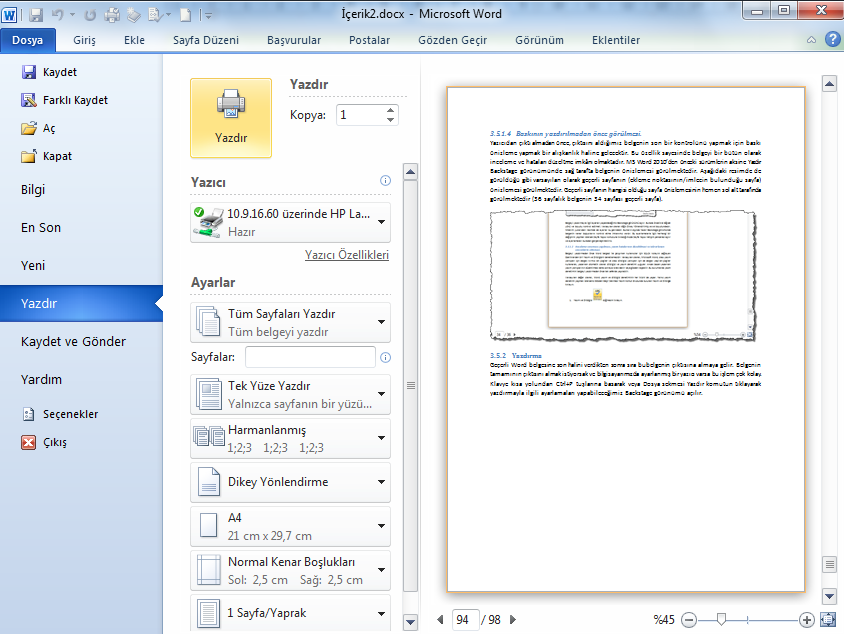 İçerik2.docx - Microsoft Word
Dosya Giriş Ekle Sayfa Düzeni Başvurular Postalar Gözden Geçir Görünüm Eklentiler
Kaydet
Farklı Kaydet
Aç
Kapat
Bilgi
En Son
Yeni
Yazdır
Kaydet ve Gönder
Yardım
Seçenekler
Çıkış
Yazdır
Yazdır
Kopya: 1
Yazıcı
10.9.16.60 üzerinde HP La...
Hazır
Yazıcı Özellikleri
Ayarlar
Tüm Sayfaları Yazdır
Tüm belgeyi yazdır
Sayfalar:
Tek Yüze Yazdır
Yalnızca sayfanın bir yüzü...
Harmanlanmış
1;2;3 1;2;3 1;2;3
Dikey Yönlendirme
A4
21 cm x 29,7 cm
Normal Kenar Boşlukları
Sol: 2,5 cm Sağ: 2,5 cm
1 Sayfa/Yaprak
3.5.1.4 Baskının yazdırılmadan önce görülmesi.
Yazıcıdan çıktı almadan önce, çıktısını aldığımız belgenin son bir kontrolünü yapmak için baskı
önizleme yapmak bir alışkanlık haline gelecektir. Bu özellik sayesinde belgeyi bir bütün olarak
inceleme ve hataları düzeltme imkânı olmaktadır. MS Word 2010'dan önceki sürümlerin aksine Yazdır
Backstage görünümünde sağ tarafta belgenin önizlemesi görülmektedir. Aşağıdaki resimde de
görüldüğü gibi varsayılan olarak geçerli sayfanın (ekleme noktasının/imlecin bulunduğu sayfa)
önizlemesi görülmektedir. Geçerli sayfanın hangisi olduğu sayfa önizlemesinin hemen sol alt tarafında
görülmektedir (36 sayfalık belgenin 34 sayfası geçerli sayfa).
3.5.2 Yazdırma
Geçerli Word belgesine son halini verdikten sonra sıra bu belgenin çıktısını almaya gelir. Belgenin
tamamının çıktısını almak istiyorsak ve bilgisayarımızda ayarlanmış bir yazıcı varsa bu işlem çok kolay.
Klavye kısa yolundan Ctrl+P tuşlarına basarak veya Dosya sekmesi Yazdır komutun tıklayarak
yazdırmayla ilgili ayarlamaları yapabileceğimiz Backstage görünümü açılır.
94 / 98 %45